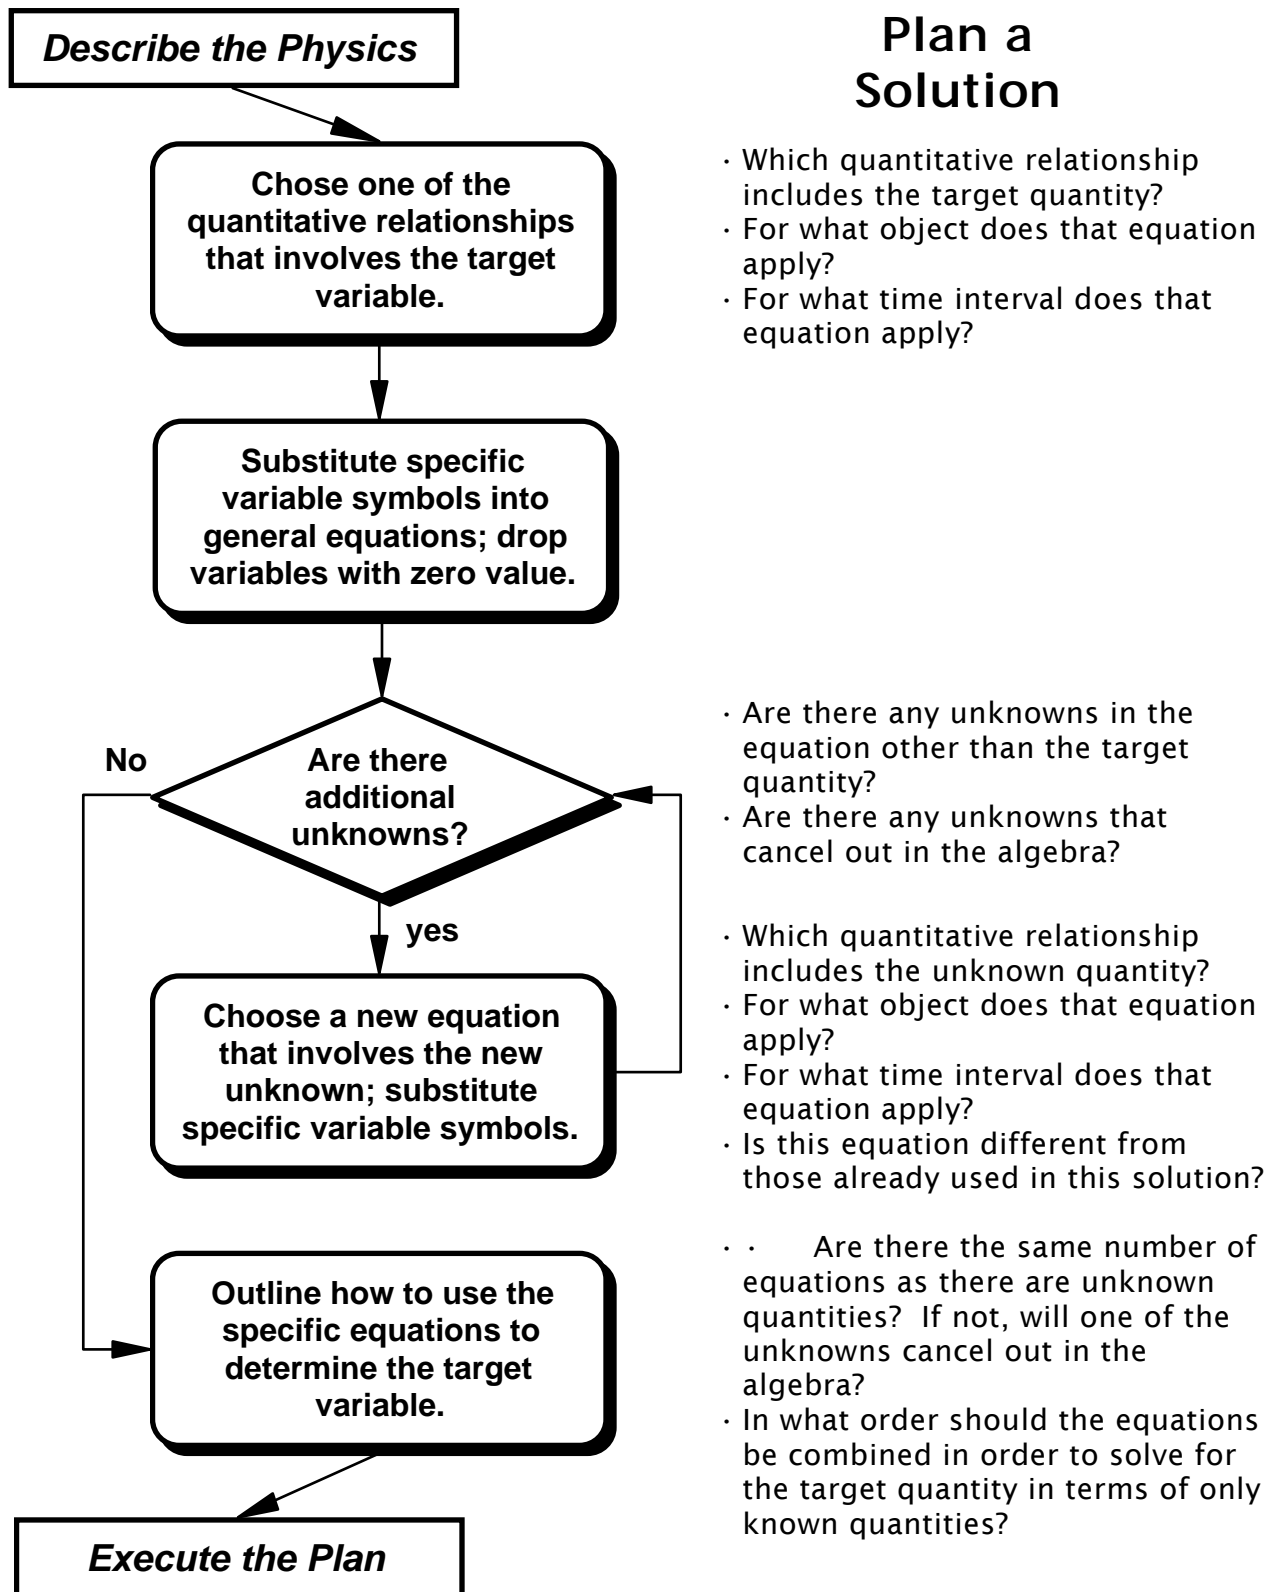 Describe the Physics
Plan a
Solution
Chose one of the
quantitative relationships
that involves the target
variable.
· Which quantitative relationship
includes the target quantity?
· For what object does that equation
apply?
· For what time interval does that
equation apply?
Substitute specific
variable symbols into
general equations; drop
variables with zero value.
No
Are there
additional
unknowns?
· Are there any unknowns in the
equation other than the target
quantity?
· Are there any unknowns that
cancel out in the algebra?
yes
Choose a new equation
that involves the new
unknown; substitute
specific variable symbols.
· Which quantitative relationship
includes the unknown quantity?
· For what object does that equation
apply?
· For what time interval does that
equation apply?
· Is this equation different from
those already used in this solution?
Outline how to use the
specific equations to
determine the target
variable.
· · Are there the same number of
equations as there are unknown
quantities? If not, will one of the
unknowns cancel out in the
algebra?
· In what order should the equations
be combined in order to solve for
the target quantity in terms of only
known quantities?
Execute the Plan